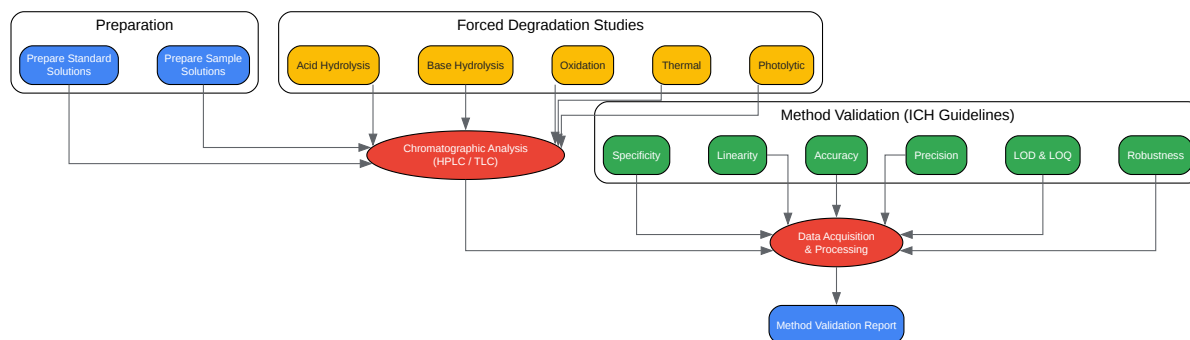 Preparation
Prepare Standard
Solutions
Prepare Sample
Solutions
Forced Degradation Studies
Acid Hydrolysis
Base Hydrolysis
Oxidation
Thermal
Photolytic
Chromatographic Analysis
(HPLC / TLC)
Method Validation (ICH Guidelines)
Specificity
Linearity
Accuracy
Precision
LOD & LOQ
Robustness
Data Acquisition
& Processing
Method Validation Report